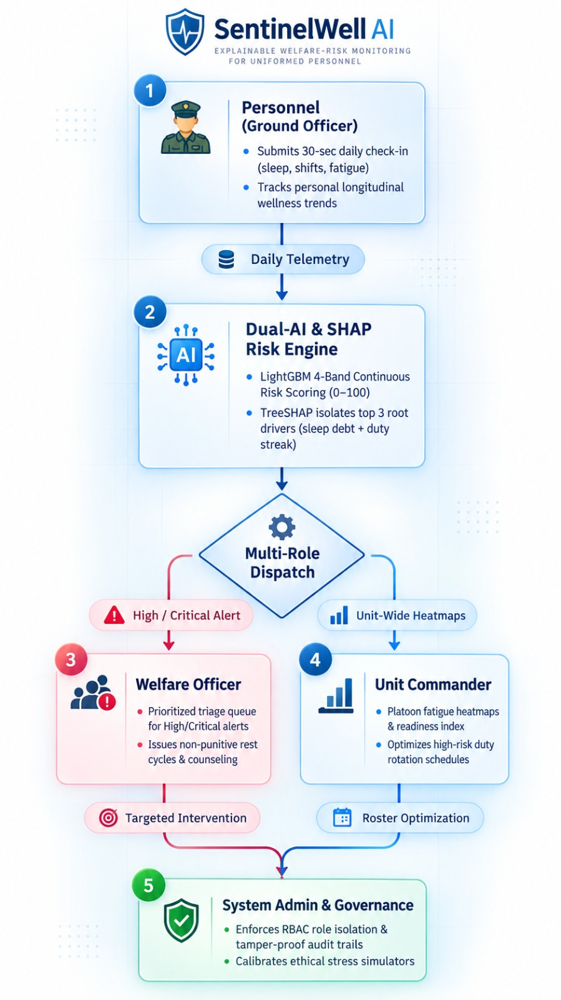 SentinelWell AI
EXPLAINABLE WELFARE-RISK MONITORING
FOR UNIFORMED PERSONNEL
1
Personnel
(Ground Officer)
• Submits 30-sec daily check-in
(sleep, shifts, fatigue)
• Tracks personal longitudinal
wellness trends
Daily Telemetry
2
AI
Dual-AI & SHAP
Risk Engine
• LightGBM 4-Band Continuous
Risk Scoring (0–100)
• TreeSHAP isolates top 3 root
drivers (sleep debt + duty
streak)
Multi-Role
Dispatch
High / Critical Alert
Unit-Wide Heatmaps
3
Welfare Officer
• Prioritized triage queue
for High/Critical alerts
• Issues non-punitive rest
cycles & counseling
4
Unit Commander
• Platoon fatigue heatmaps
& readiness index
• Optimizes high-risk duty
rotation schedules
Targeted Intervention
Roster Optimization
5
System Admin & Governance
• Enforces RBAC role isolation &
tamper-proof audit trails
• Calibrates ethical stress simulators